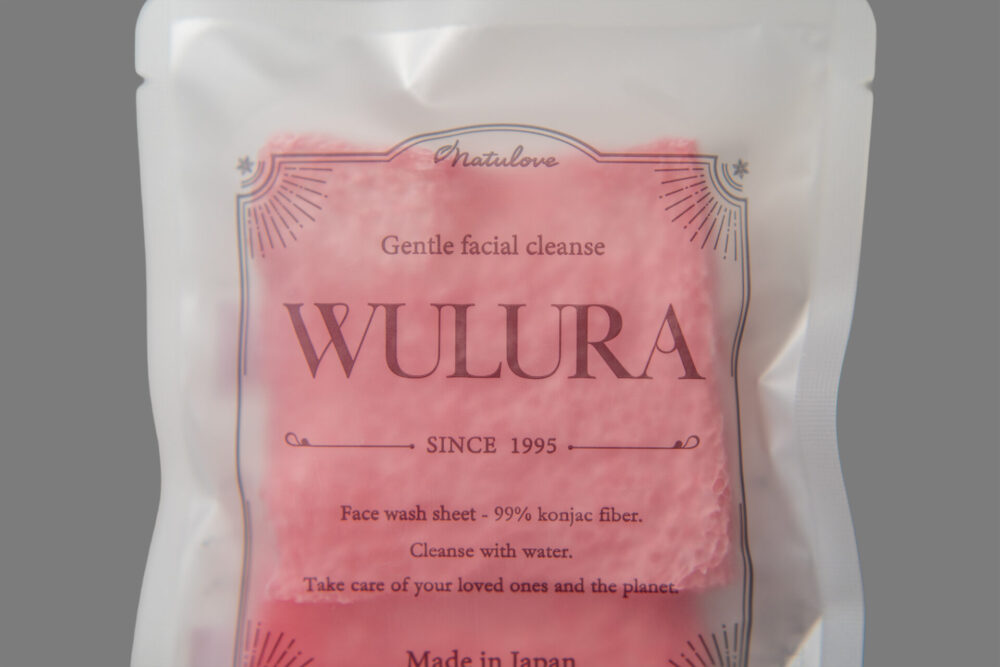 Natulove
Gentle facial cleanse
WULURA
SINCE 1995
Face wash sheet - 99% konjac fiber.
Cleanse with water.
Take care of your loved ones and the planet.
Made in Japan